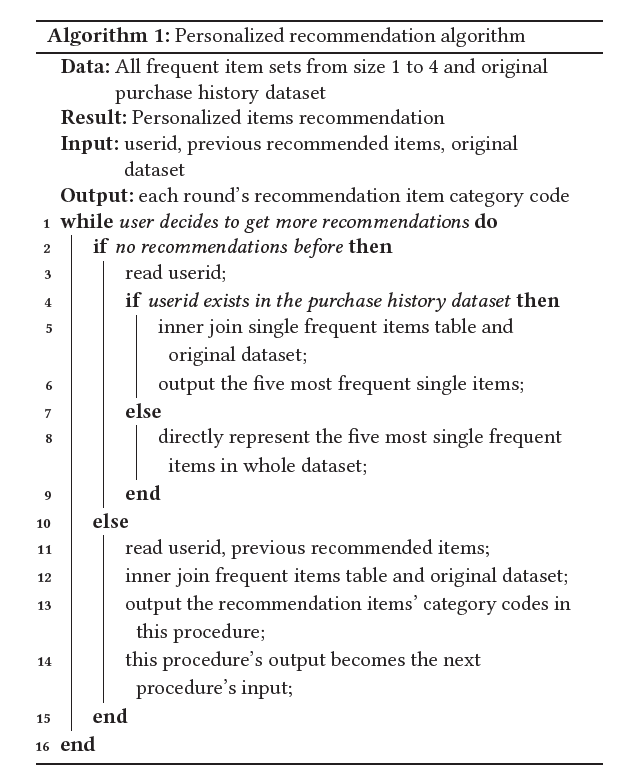 Algorithm 1: Personalized recommendation algorithm
Data: All frequent item sets from size 1 to 4 and original
purchase history dataset
Result: Personalized items recommendation
Input: userid, previous recommended items, original
dataset
Output: each round's recommendation item category code
1 while user decides to get more recommendations do
2 if no recommendations before then
3 read userid;
4 if userid exists in the purchase history dataset then
5 inner join single frequent items table and
original dataset;
6 output the five most frequent single items;
7 else
8 directly represent the five most single frequent
items in whole dataset;
9 end
10 else
11 read userid, previous recommended items;
12 inner join frequent items table and original dataset;
13 output the recommendation items' category codes in
this procedure;
14 this procedure's output becomes the next
procedure's input;
15 end
16 end